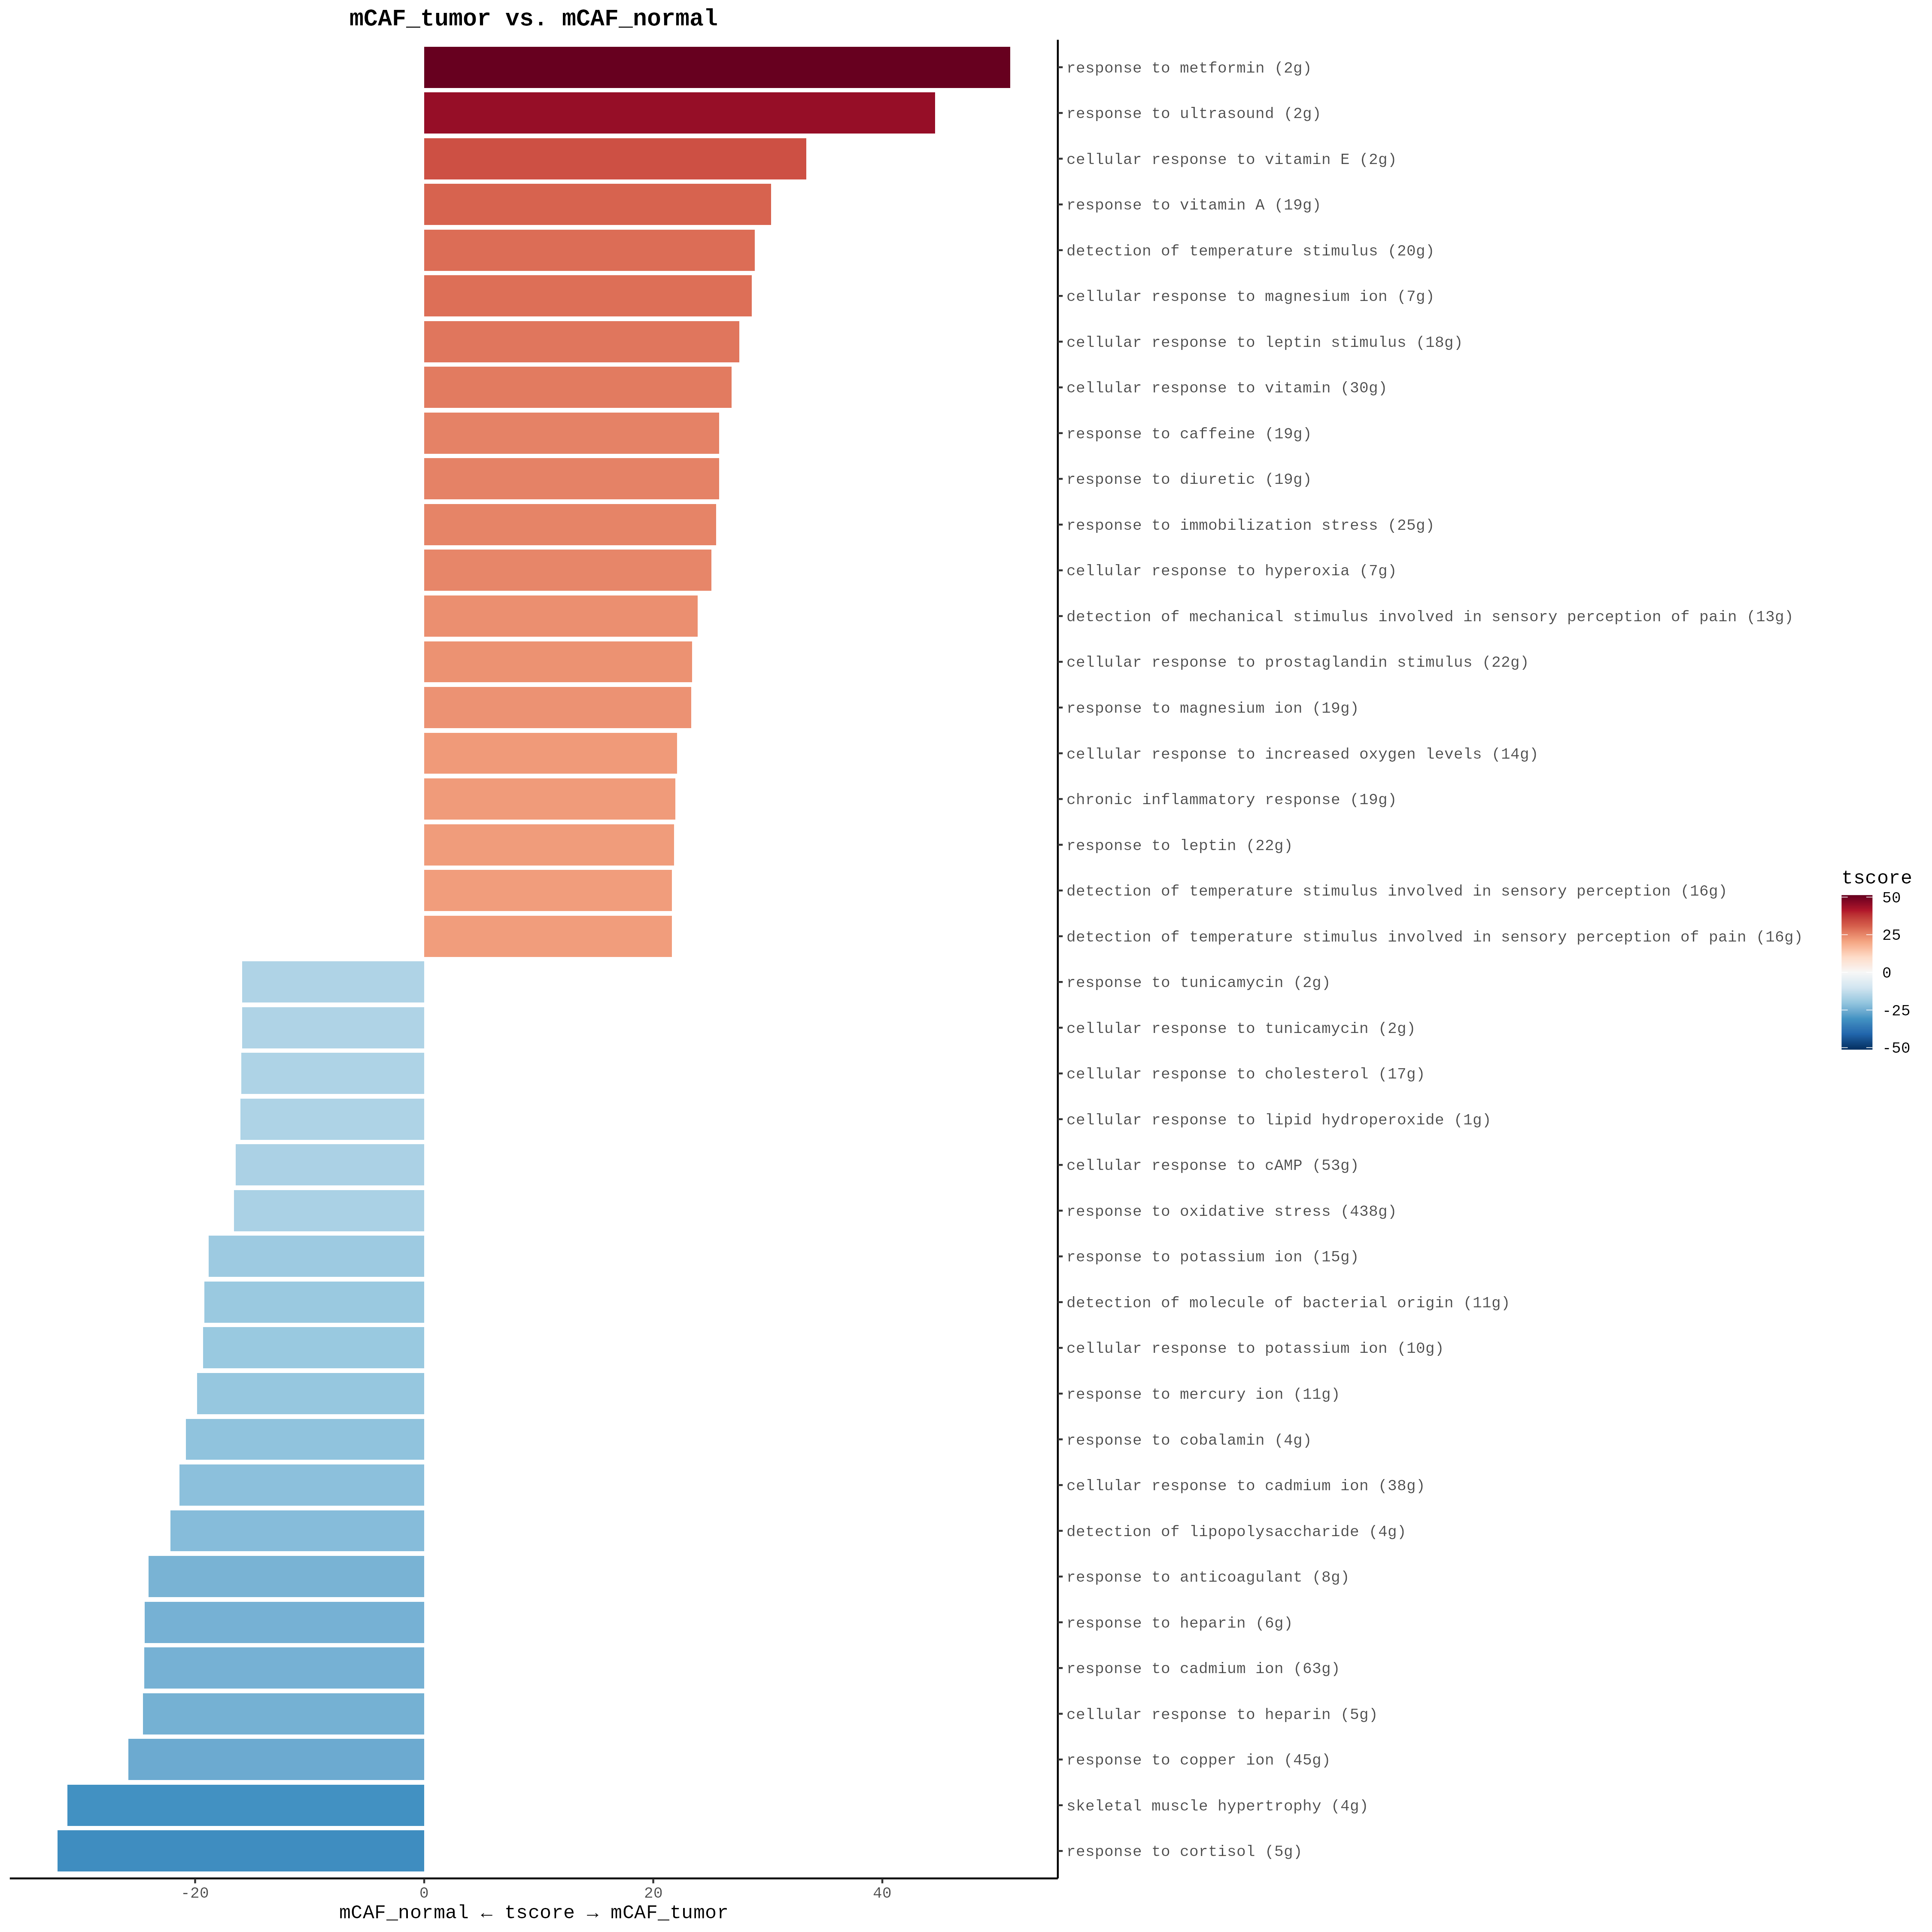 mCAF_tumor vs. mCAF_normal
response to metformin (2g)
response to ultrasound (2g)
cellular response to vitamin E (2g)
response to vitamin A (19g)
detection of temperature stimulus (20g)
cellular response to magnesium ion (7g)
cellular response to leptin stimulus (18g)
cellular response to vitamin (30g)
response to caffeine (19g)
response to diuretic (19g)
response to immobilization stress (25g)
cellular response to hyperoxia (7g)
detection of mechanical stimulus involved in sensory perception of pain (13g)
cellular response to prostaglandin stimulus (22g)
response to magnesium ion (19g)
cellular response to increased oxygen levels (14g)
chronic inflammatory response (19g)
response to leptin (22g)
detection of temperature stimulus involved in sensory perception (16g)
detection of temperature stimulus involved in sensory perception of pain (16g)
response to tunicamycin (2g)
cellular response to tunicamycin (2g)
cellular response to cholesterol (17g)
cellular response to lipid hydroperoxide (1g)
cellular response to cAMP (53g)
response to oxidative stress (438g)
response to potassium ion (15g)
detection of molecule of bacterial origin (11g)
cellular response to potassium ion (10g)
response to mercury ion (11g)
response to cobalamin (4g)
cellular response to cadmium ion (38g)
detection of lipopolysaccharide (4g)
response to anticoagulant (8g)
response to heparin (6g)
response to cadmium ion (63g)
cellular response to heparin (5g)
response to copper ion (45g)
skeletal muscle hypertrophy (4g)
response to cortisol (5g)
tscore
50
25
0
-25
-50
-20 0 20 40
mCAF_normal ← tscore → mCAF_tumor